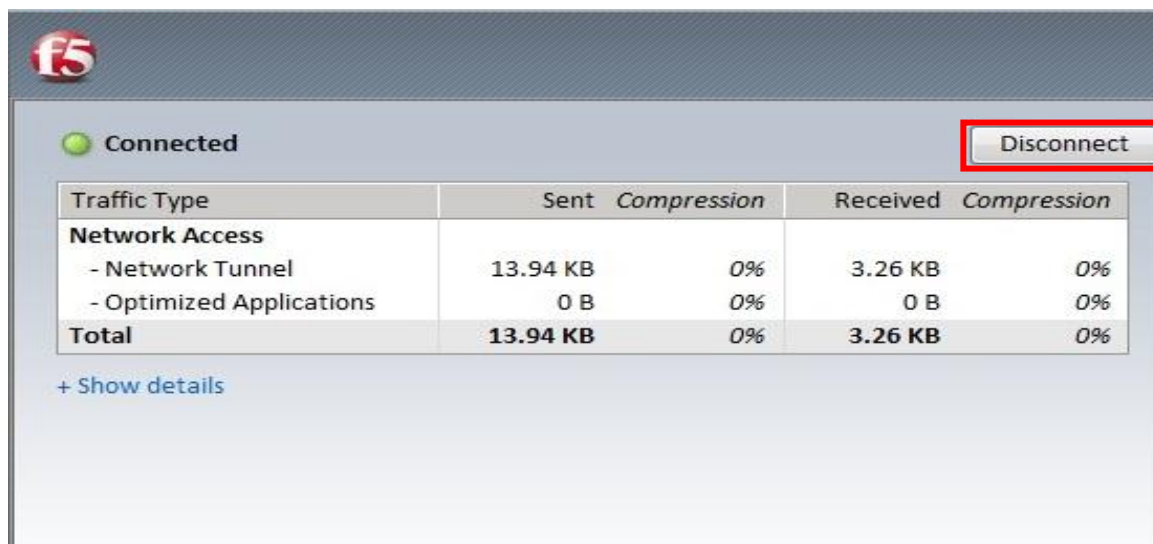 f5
Connected Disconnect
Traffic Type Sent Compression Received Compression
Network Access
- Network Tunnel 13.94 KB 0% 3.26 KB 0%
- Optimized Applications 0 B 0% 0 B 0%
Total 13.94 KB 0% 3.26 KB 0%
+ Show details